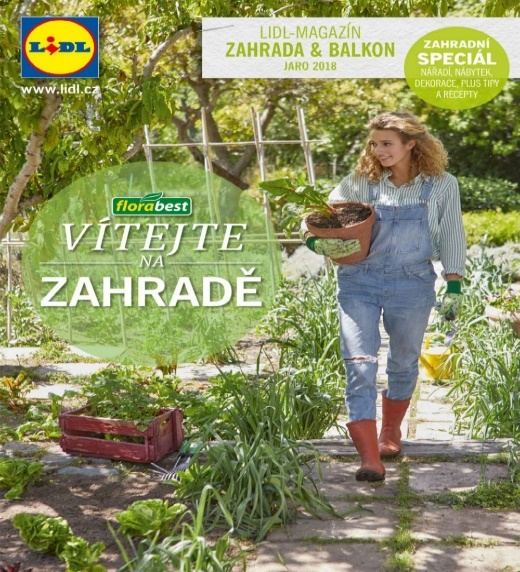 LIDL
www.lidl.cz
LIDL-MAGAZÍN
ZAHRADA & BALKON
JARO 2018
ZAHRADNÍ
SPECIÁL
NÁŘADÍ, NÁBYTEK,
DEKORACE, PLUS TIPY
A RECEPTY
florabest
VÍTEJTE
NA
ZAHRADĚ